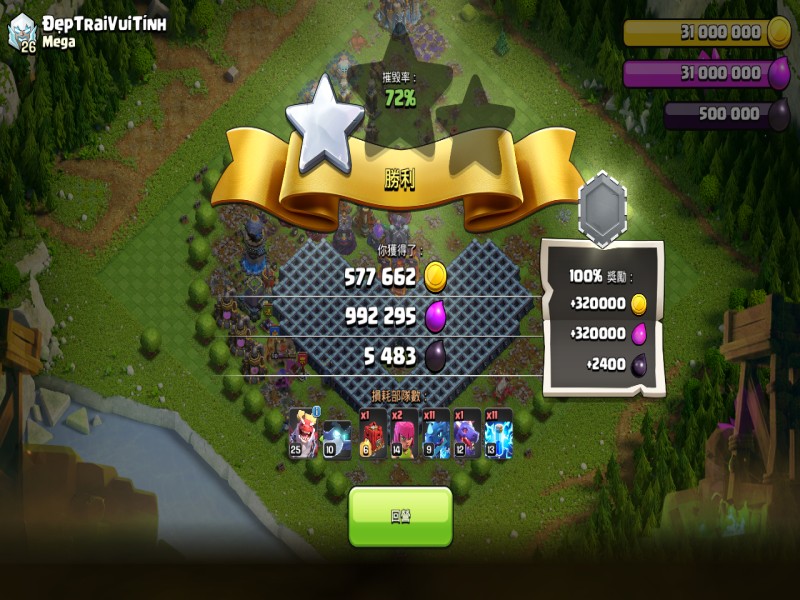 ĐẹpTraiVuiTính
26
Mega
31 000 000
31 000 000
500 000
摧毀率：
72%
勝利
你獲得了：
577 662
992 295
5 483
100% 獎勵：
+320000
+320000
+2400
損耗部隊數：
x1 x2 x11 x1 x11
25 10 6 14 9 12 13
回營